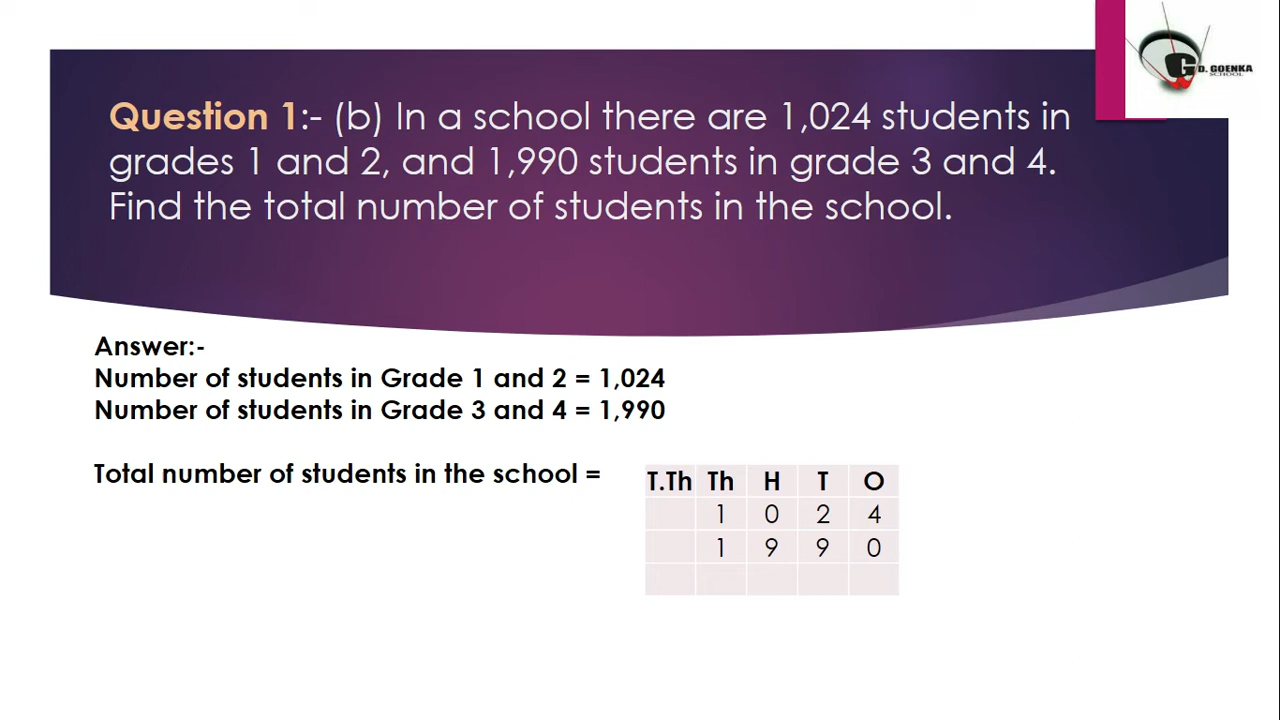 G D. GOENKA
SCHOOL
Question 1:- (b) In a school there are 1,024 students in
grades 1 and 2, and 1,990 students in grade 3 and 4.
Find the total number of students in the school.
Answer:-
Number of students in Grade 1 and 2 = 1,024
Number of students in Grade 3 and 4 = 1,990
Total number of students in the school =
T.Th Th H T O
1 0 2 4
1 9 9 0